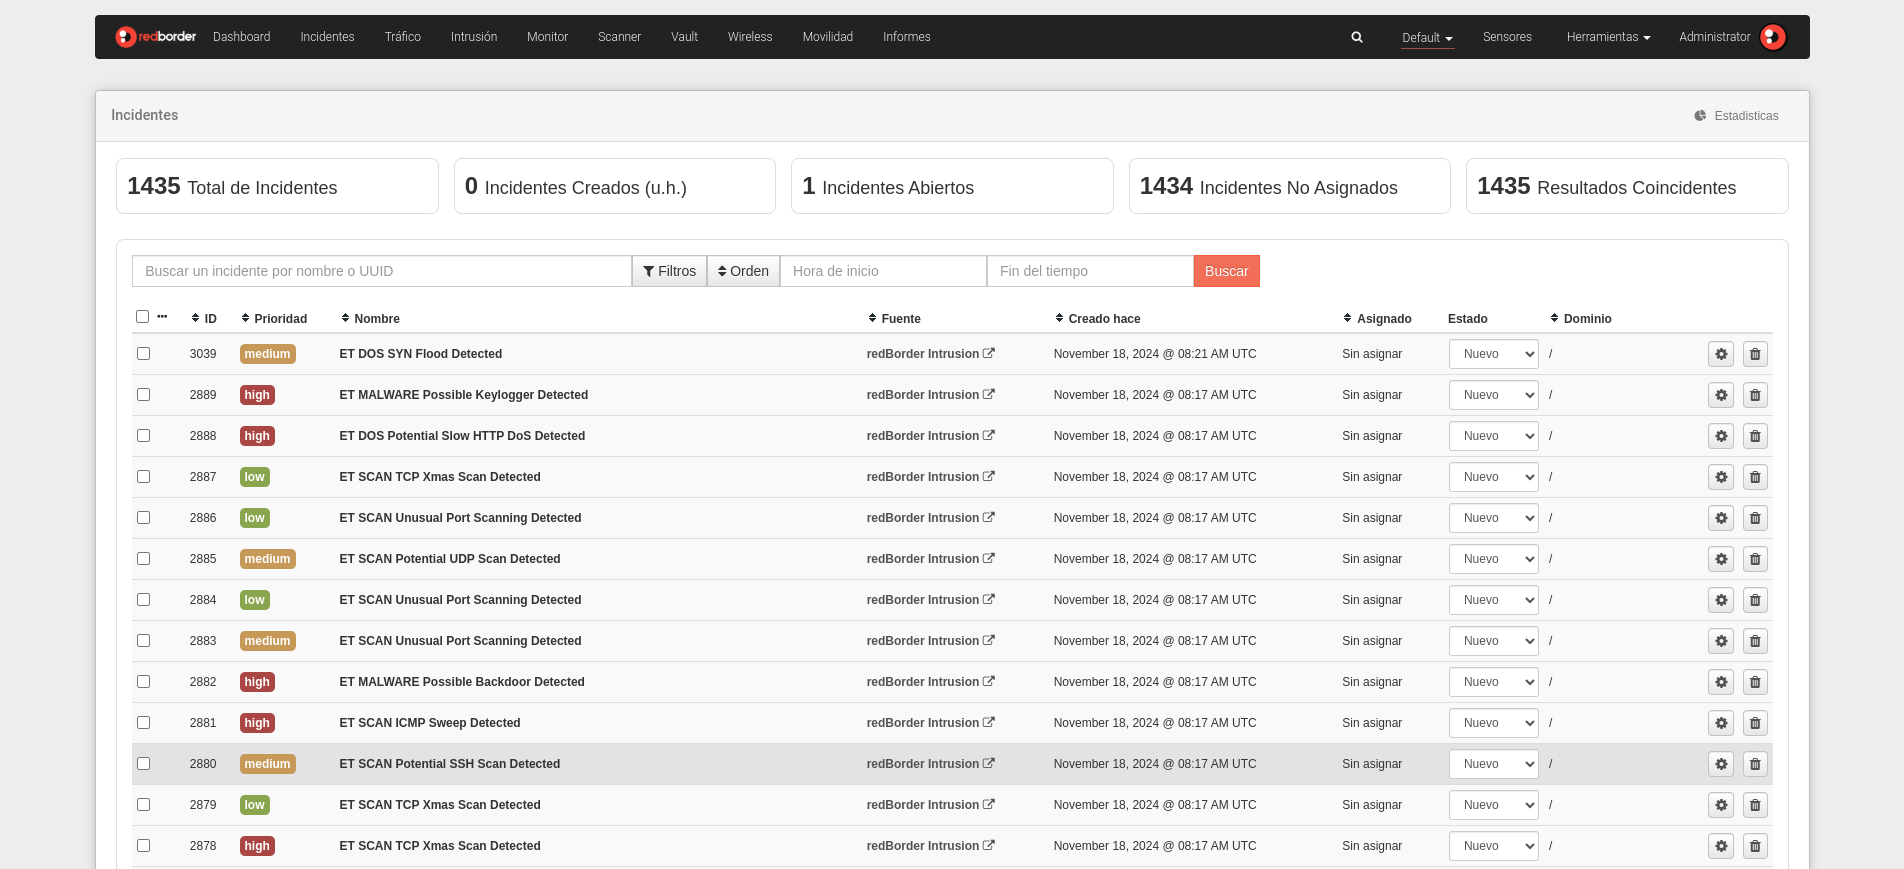 redborder Dashboard Incidentes Tráfico Intrusión Monitor Scanner Vault Wireless Movilidad Informes Default Sensores Herramientas Administrator
Incidentes Estadisticas
1435 Total de Incidentes 0 Incidentes Creados (u.h.) 1 Incidentes Abiertos 1434 Incidentes No Asignados 1435 Resultados Coincidentes
Buscar un incidente por nombre o UUID Filtros Orden Hora de inicio Fin del tiempo Buscar
... ID Prioridad Nombre Fuente Creado hace Asignado Estado Dominio
3039 medium ET DOS SYN Flood Detected redBorder Intrusion November 18, 2024 @ 08:21 AM UTC Sin asignar Nuevo /
2889 high ET MALWARE Possible Keylogger Detected redBorder Intrusion November 18, 2024 @ 08:17 AM UTC Sin asignar Nuevo /
2888 high ET DOS Potential Slow HTTP DoS Detected redBorder Intrusion November 18, 2024 @ 08:17 AM UTC Sin asignar Nuevo /
2887 low ET SCAN TCP Xmas Scan Detected redBorder Intrusion November 18, 2024 @ 08:17 AM UTC Sin asignar Nuevo /
2886 low ET SCAN Unusual Port Scanning Detected redBorder Intrusion November 18, 2024 @ 08:17 AM UTC Sin asignar Nuevo /
2885 medium ET SCAN Potential UDP Scan Detected redBorder Intrusion November 18, 2024 @ 08:17 AM UTC Sin asignar Nuevo /
2884 low ET SCAN Unusual Port Scanning Detected redBorder Intrusion November 18, 2024 @ 08:17 AM UTC Sin asignar Nuevo /
2883 medium ET SCAN Unusual Port Scanning Detected redBorder Intrusion November 18, 2024 @ 08:17 AM UTC Sin asignar Nuevo /
2882 high ET MALWARE Possible Backdoor Detected redBorder Intrusion November 18, 2024 @ 08:17 AM UTC Sin asignar Nuevo /
2881 high ET SCAN ICMP Sweep Detected redBorder Intrusion November 18, 2024 @ 08:17 AM UTC Sin asignar Nuevo /
2880 medium ET SCAN Potential SSH Scan Detected redBorder Intrusion November 18, 2024 @ 08:17 AM UTC Sin asignar Nuevo /
2879 low ET SCAN TCP Xmas Scan Detected redBorder Intrusion November 18, 2024 @ 08:17 AM UTC Sin asignar Nuevo /
2878 high ET SCAN TCP Xmas Scan Detected redBorder Intrusion November 18, 2024 @ 08:17 AM UTC Sin asignar Nuevo /